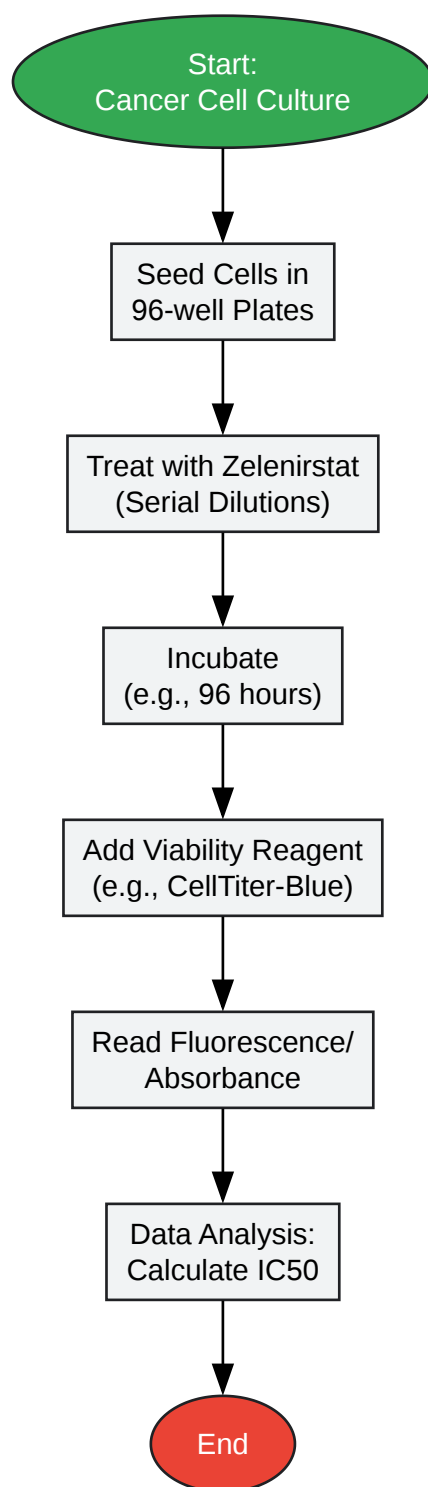 Start:
Cancer Cell Culture
Seed Cells in
96-well Plates
Treat with Zelenirstat
(Serial Dilutions)
Incubate
(e.g., 96 hours)
Add Viability Reagent
(e.g., CellTiter-Blue)
Read Fluorescence/
Absorbance
Data Analysis:
Calculate IC50
End